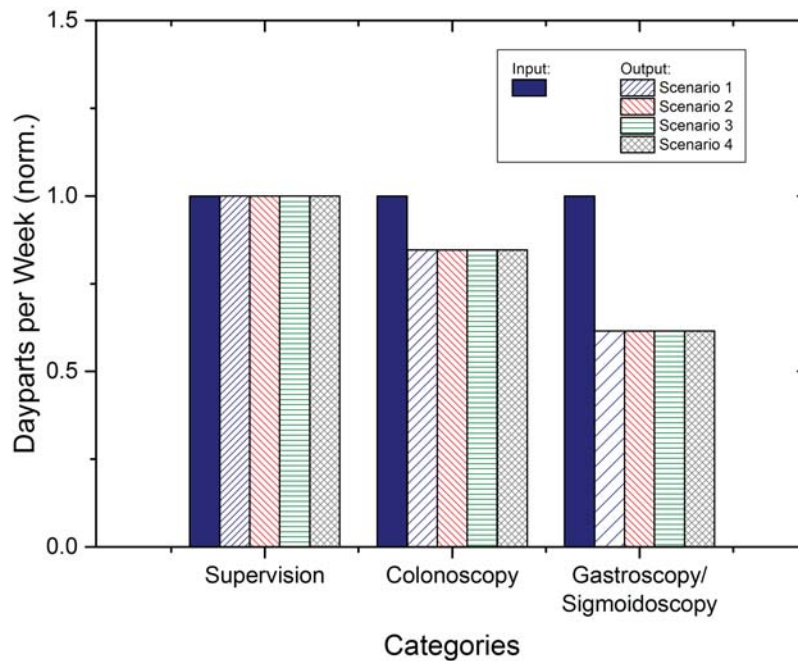 Dayparts per Week (norm.)
1.5
1.0
0.5
0.0
Input:
Output:
Scenario 1
Scenario 2
Scenario 3
Scenario 4
Supervision
Colonoscopy
Gastroscopy/
Sigmoidoscopy
Categories